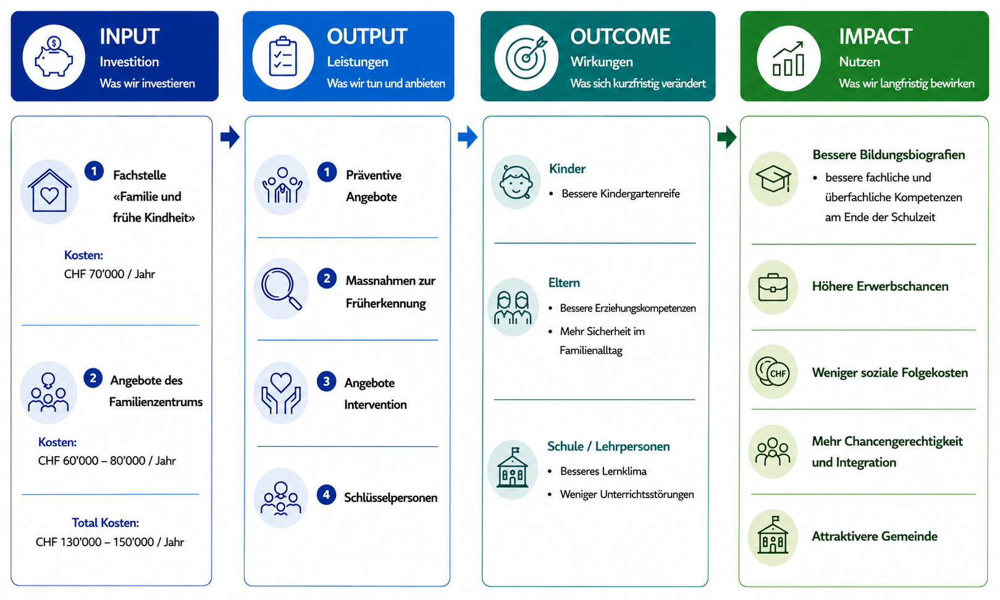 INPUT
Investition
Was wir investieren
$
OUTPUT
Leistungen
Was wir tun und anbieten
OUTCOME
Wirkungen
Was sich kurzfristig verändert
IMPACT
Nutzen
Was wir langfristig bewirken
1 Fachstelle
«Familie und
frühe Kindheit»
Kosten:
CHF 70’000 / Jahr
2 Angebote des
Familienzentrums
Kosten:
CHF 60’000 – 80’000 / Jahr
Total Kosten:
CHF 130’000 – 150’000 / Jahr
1 Präventive
Angebote
2 Massnahmen zur
Früherkennung
3 Angebote
Intervention
4 Schlüsselpersonen
Kinder
• Bessere Kindergartenreife
Eltern
• Bessere Erziehungskompetenzen
• Mehr Sicherheit im
Familienalltag
Schule / Lehrpersonen
• Besseres Lernklima
• Weniger Unterrichtsstörungen
Bessere Bildungsbiografien
• bessere fachliche und
überfachliche Kompetenzen
am Ende der Schulzeit
Höhere Erwerbschancen
CHF
Weniger soziale Folgekosten
Mehr Chancengerechtigkeit
und Integration
Attraktivere Gemeinde